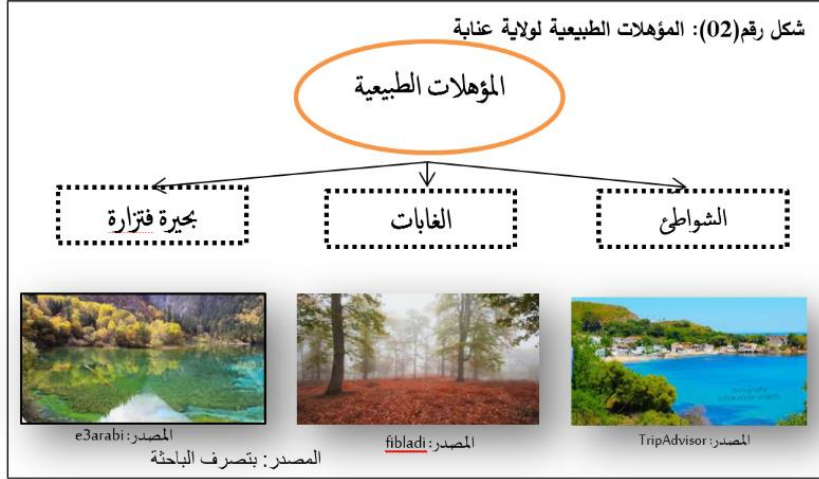 شكل رقم(02): المؤهلات الطبيعية لولاية عنابة
المؤهلات الطبيعية
الشواطئ
الغابات
بحيرة فتزارة
المصدر: TripAdvisor
المصدر: fibladi
المصدر: e3arabi
المصدر: بتصرف الباحثة